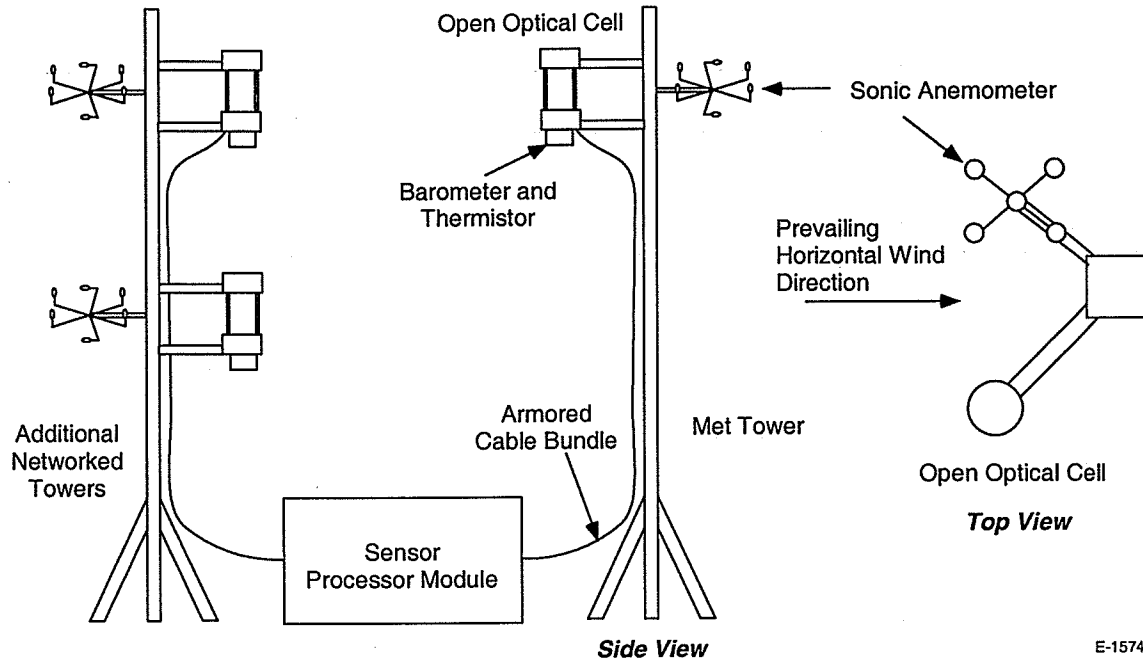 Open Optical Cell
Sonic Anemometer
Barometer and
Thermistor
Prevailing
Horizontal Wind
Direction
Armored
Cable Bundle
Met Tower
Additional
Networked
Towers
Open Optical Cell
Top View
Sensor
Processor Module
Side View
E-1574